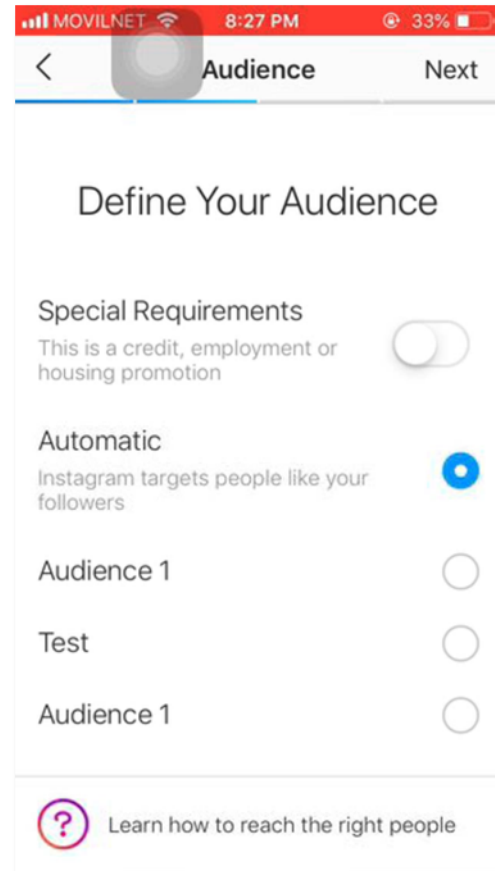 MOVILNET 8:27 PM 33%
Audience Next
Define Your Audience
Special Requirements
This is a credit, employment or
housing promotion
Automatic
Instagram targets people like your
followers
Audience 1
Test
Audience 1
? Learn how to reach the right people